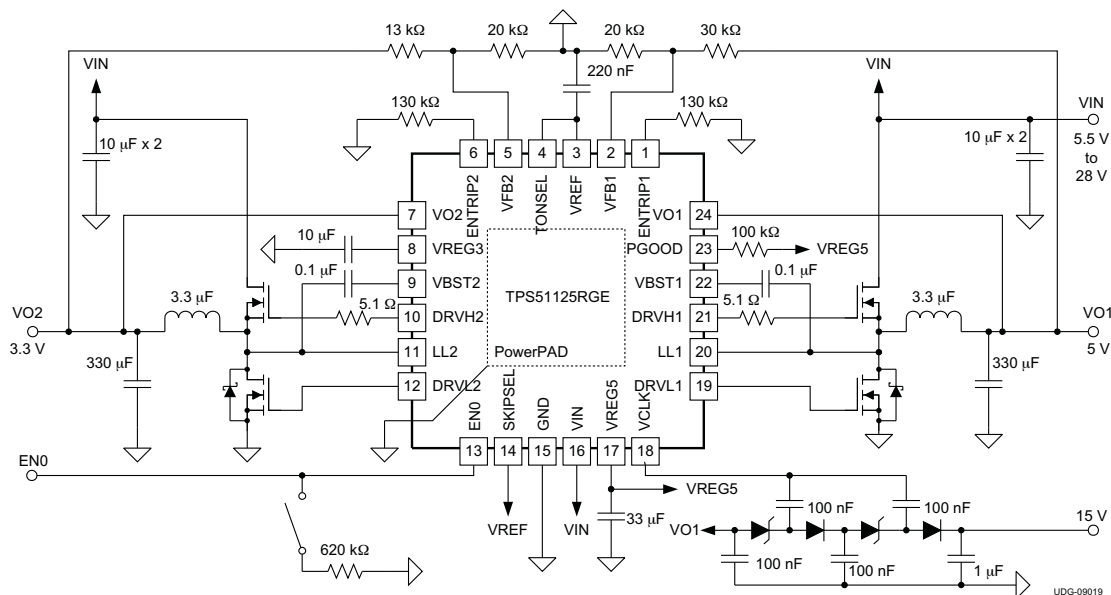 13 kΩ
20 kΩ
20 kΩ
30 kΩ
VIN
220 nF
VIN
130 kΩ
130 kΩ
VIN
10 μF x 2
10 μF x 2
5.5 V
to
28 V
6
5
4
3
2
1
ENTRIP2
VFB2
TONSEL
VREF
VFB1
ENTRIP1
7
VO2
VO1
24
10 μF
8
VREG3
PGOOD
23
100 kΩ
VREG5
0.1 μF
9
VBST2
VBST1
22
0.1 μF
TPS51125RGE
3.3 μF
5.1 Ω
10
DRVH2
DRVH1
21
5.1 Ω
3.3 μF
VO2
3.3 V
VO1
5 V
11
LL2
LL1
20
330 μF
PowerPAD
330 μF
12
DRVL2
DRVL1
19
EN0
SKIPSEL
GND
VIN
VREG5
VCLK
13
14
15
16
17
18
EN0
VREG5
VREF
VIN
33 μF
100 nF
100 nF
15 V
VO1
620 kΩ
100 nF
100 nF
1 μF
UDG-09019